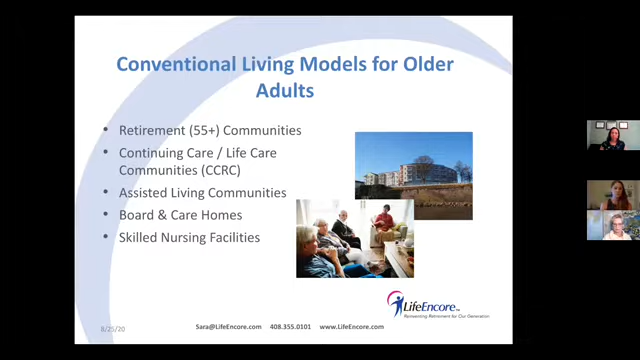 Conventional Living Models for Older
Adults
• Retirement (55+) Communities
• Continuing Care / Life Care
Communities (CCRC)
• Assisted Living Communities
• Board & Care Homes
• Skilled Nursing Facilities
LifeEncore
Reinventing Retirement for Our Generation
8/25/20
Sara@LifeEncore.com 408.355.0101 www.LifeEncore.com